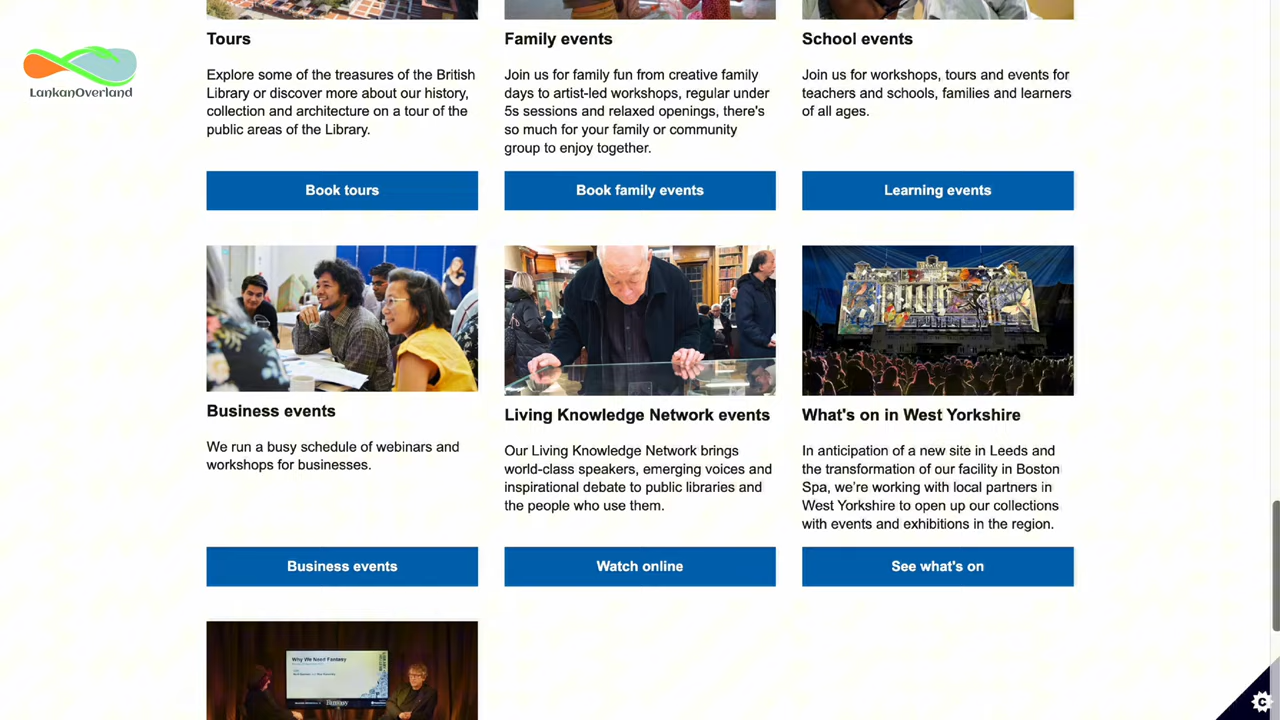 LankanOverland
Tours
Explore some of the treasures of the British
Library or discover more about our history,
collection and architecture on a tour of the
public areas of the Library.
Book tours
Family events
Join us for family fun from creative family
days to artist-led workshops, regular under
5s sessions and relaxed openings, there's
so much for your family or community
group to enjoy together.
Book family events
School events
Join us for workshops, tours and events for
teachers and schools, families and learners
of all ages.
Learning events
Business events
We run a busy schedule of webinars and
workshops for businesses.
Business events
Living Knowledge Network events
Our Living Knowledge Network brings
world-class speakers, emerging voices and
inspirational debate to public libraries and
the people who use them.
Watch online
What's on in West Yorkshire
In anticipation of a new site in Leeds and
the transformation of our facility in Boston
Spa, we're working with local partners in
West Yorkshire to open up our collections
with events and exhibitions in the region.
See what's on
Why We Need Fantasy
Fantasy
C